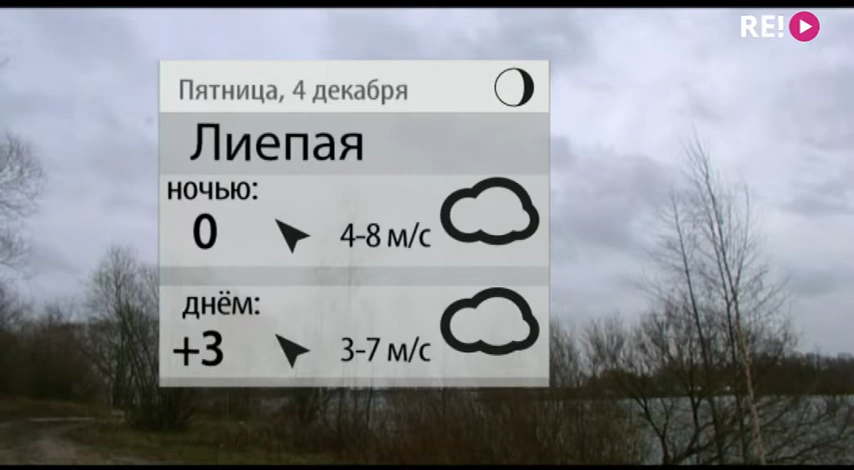 RE!
Пятница, 4 декабря
Лиепая
ночью:
0 4-8 м/с
днём:
+3 3-7 м/с